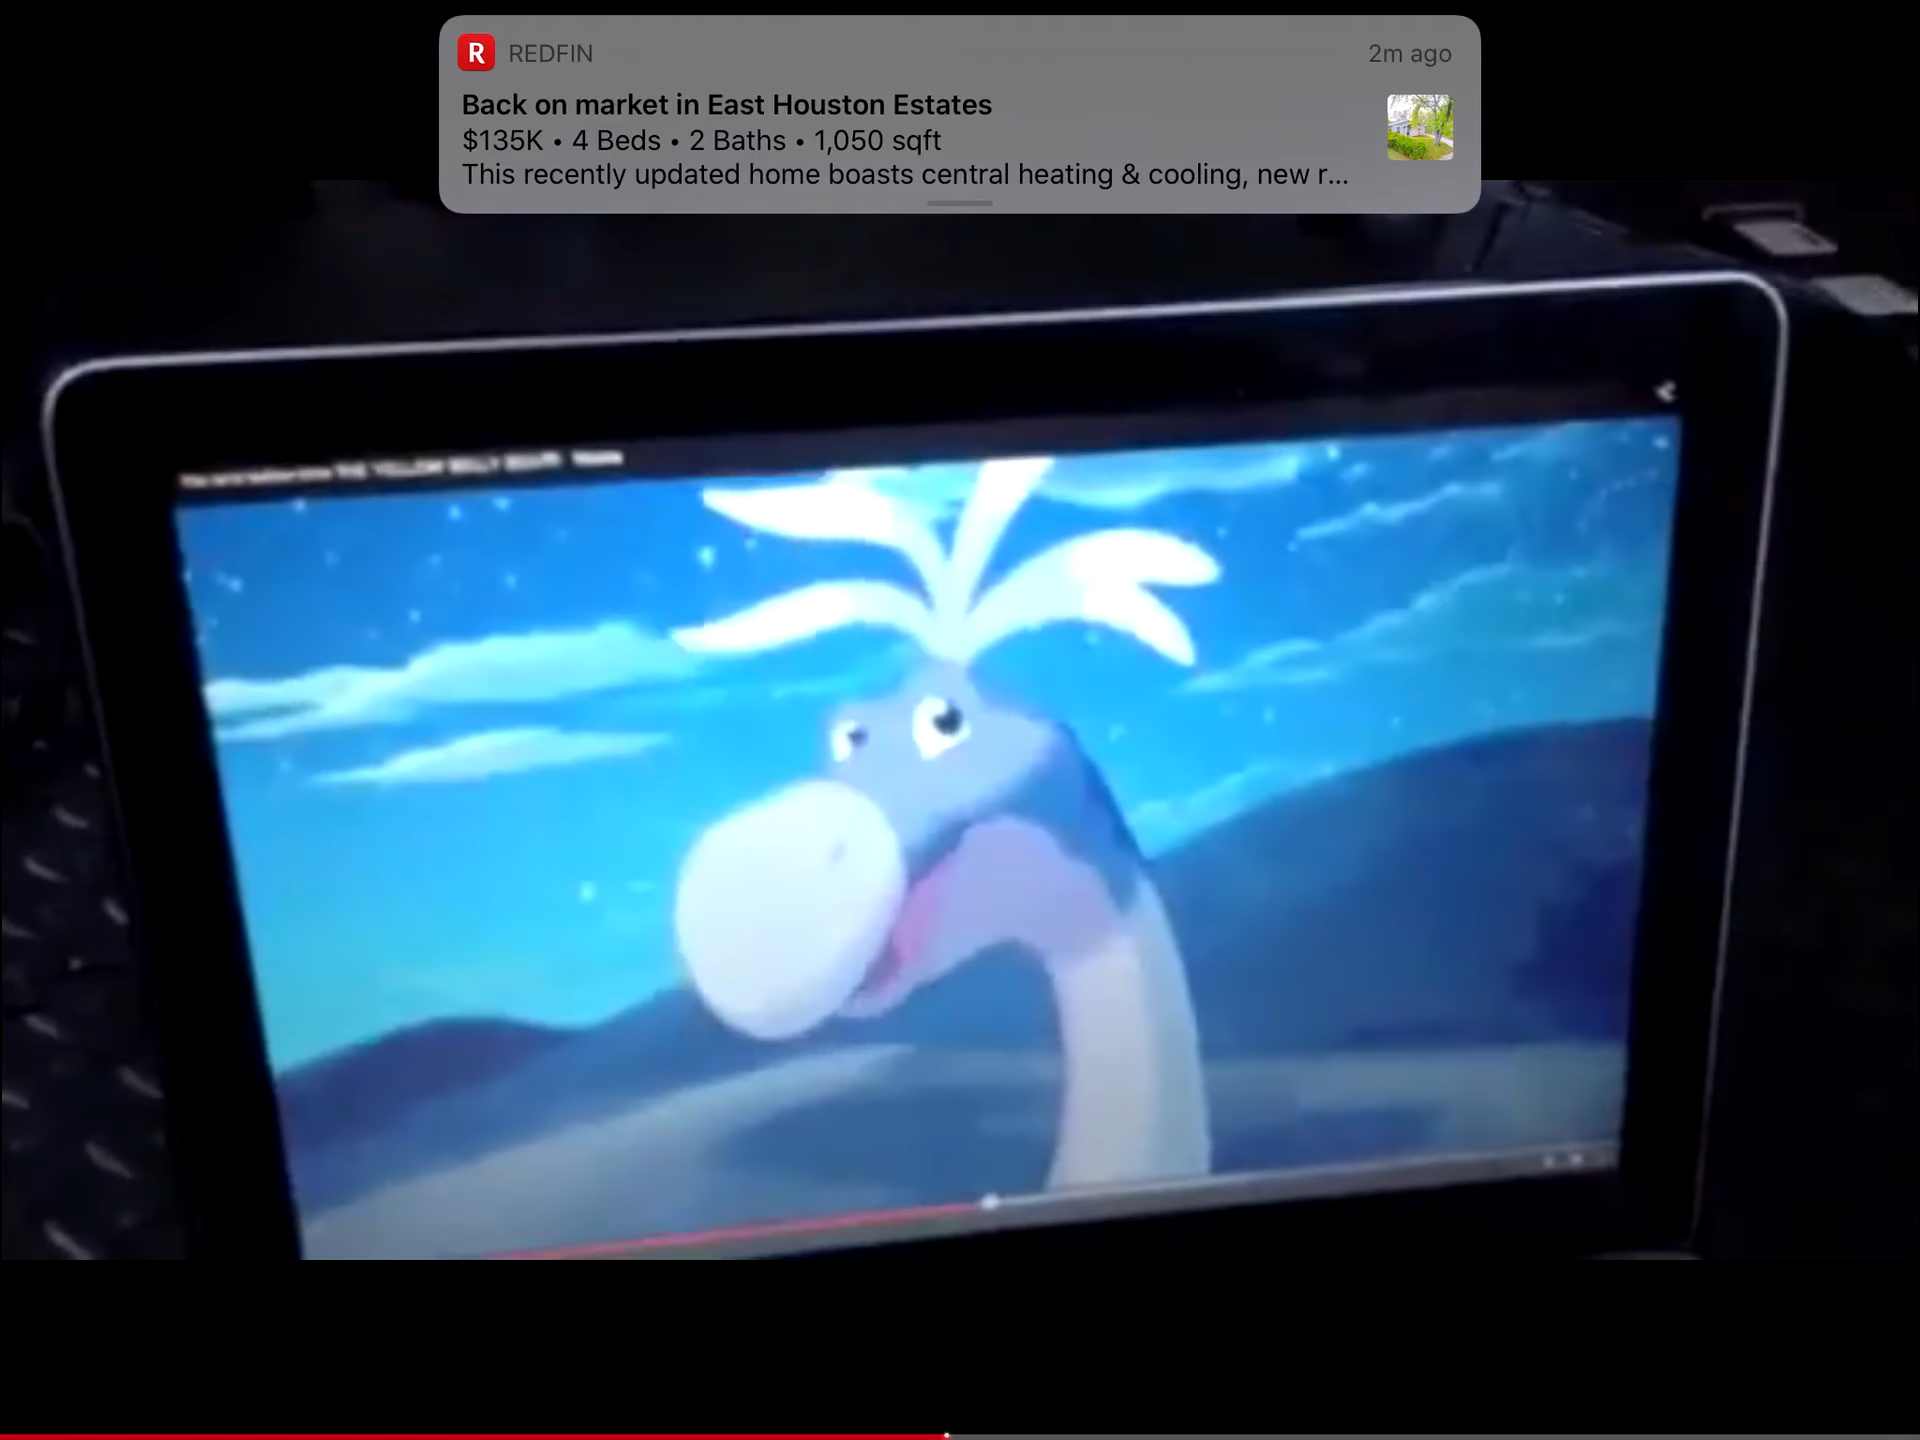 R REDFIN 2m ago
Back on market in East Houston Estates
$135K • 4 Beds • 2 Baths • 1,050 sqft
This recently updated home boasts central heating & cooling, new r...